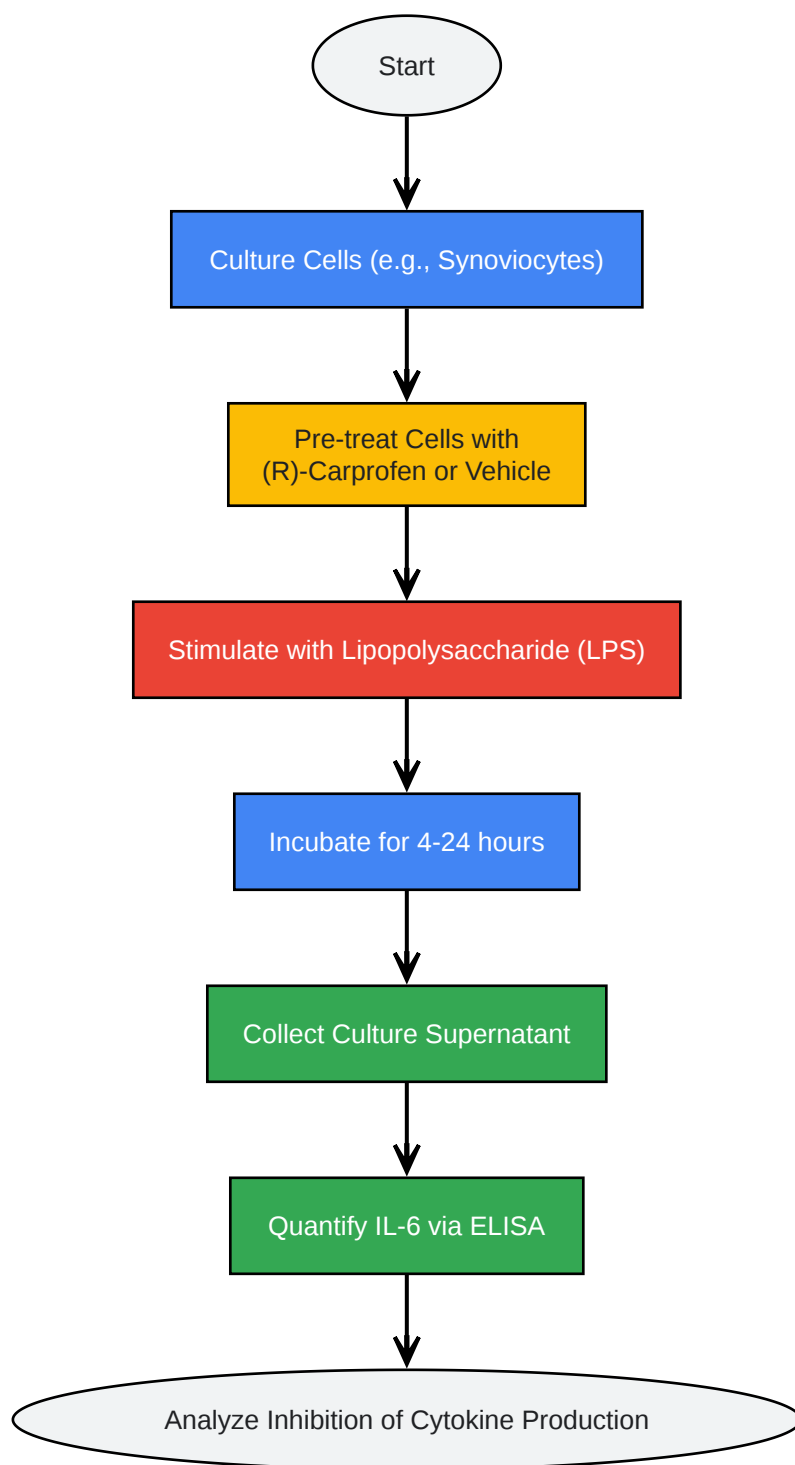 Start
Culture Cells (e.g., Synoviocytes)
Pre-treat Cells with
(R)-Carprofen or Vehicle
Stimulate with Lipopolysaccharide (LPS)
Incubate for 4-24 hours
Collect Culture Supernatant
Quantify IL-6 via ELISA
Analyze Inhibition of Cytokine Production